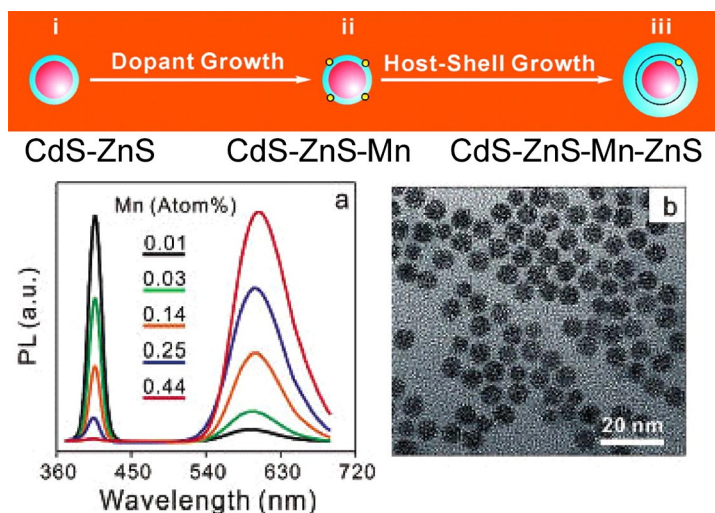 i ii iii
Dopant Growth Host-Shell Growth
CdS-ZnS CdS-ZnS-Mn CdS-ZnS-Mn-ZnS
a
b
Mn (Atom%)
0.01
0.03
0.14
0.25
0.44
PL (a.u.)
360 450 540 630 720
Wavelength (nm)
20 nm